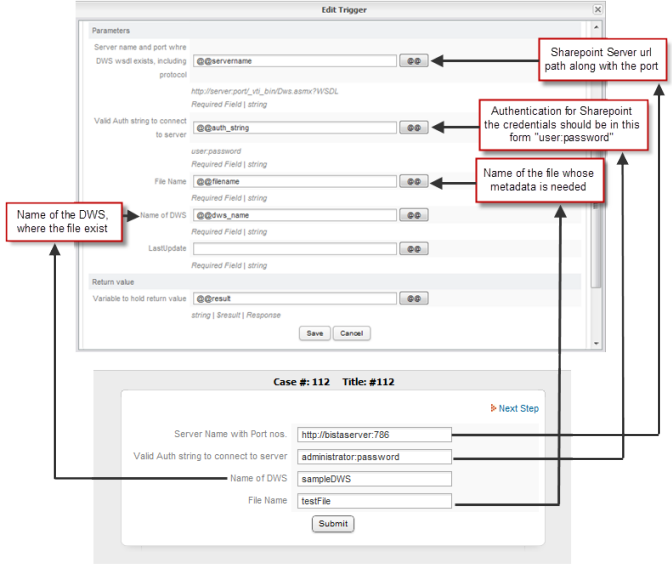 Edit Trigger
Parameters
Server name and port whre
DWS wsdl exists, including
protocol
@@servername
@@
http://server:port/_vti_bin/Dws.asmx?WSDL
Required Field | string
Valid Auth string to connect
to server
@@auth_string
@@
user:password
Required Field | string
File Name
@@filename
@@
Required Field | string
Name of DWS
@@dws_name
@@
Required Field | string
LastUpdate
@@
Required Field | string
Return value
Variable to hold return value
@@result
@@
string | $result | Response
Save
Cancel
Sharepoint Server url
path along with the port
Authentication for Sharepoint
the credentials should be in this
form "user:password"
Name of the file whose
metadata is needed
Name of the DWS,
where the file exist
Case #: 112 Title: #112
Next Step
Server Name with Port nos.
http://bistaserver:786
Valid Auth string to connect to server
administrator:password
Name of DWS
sampleDWS
File Name
testFile
Submit